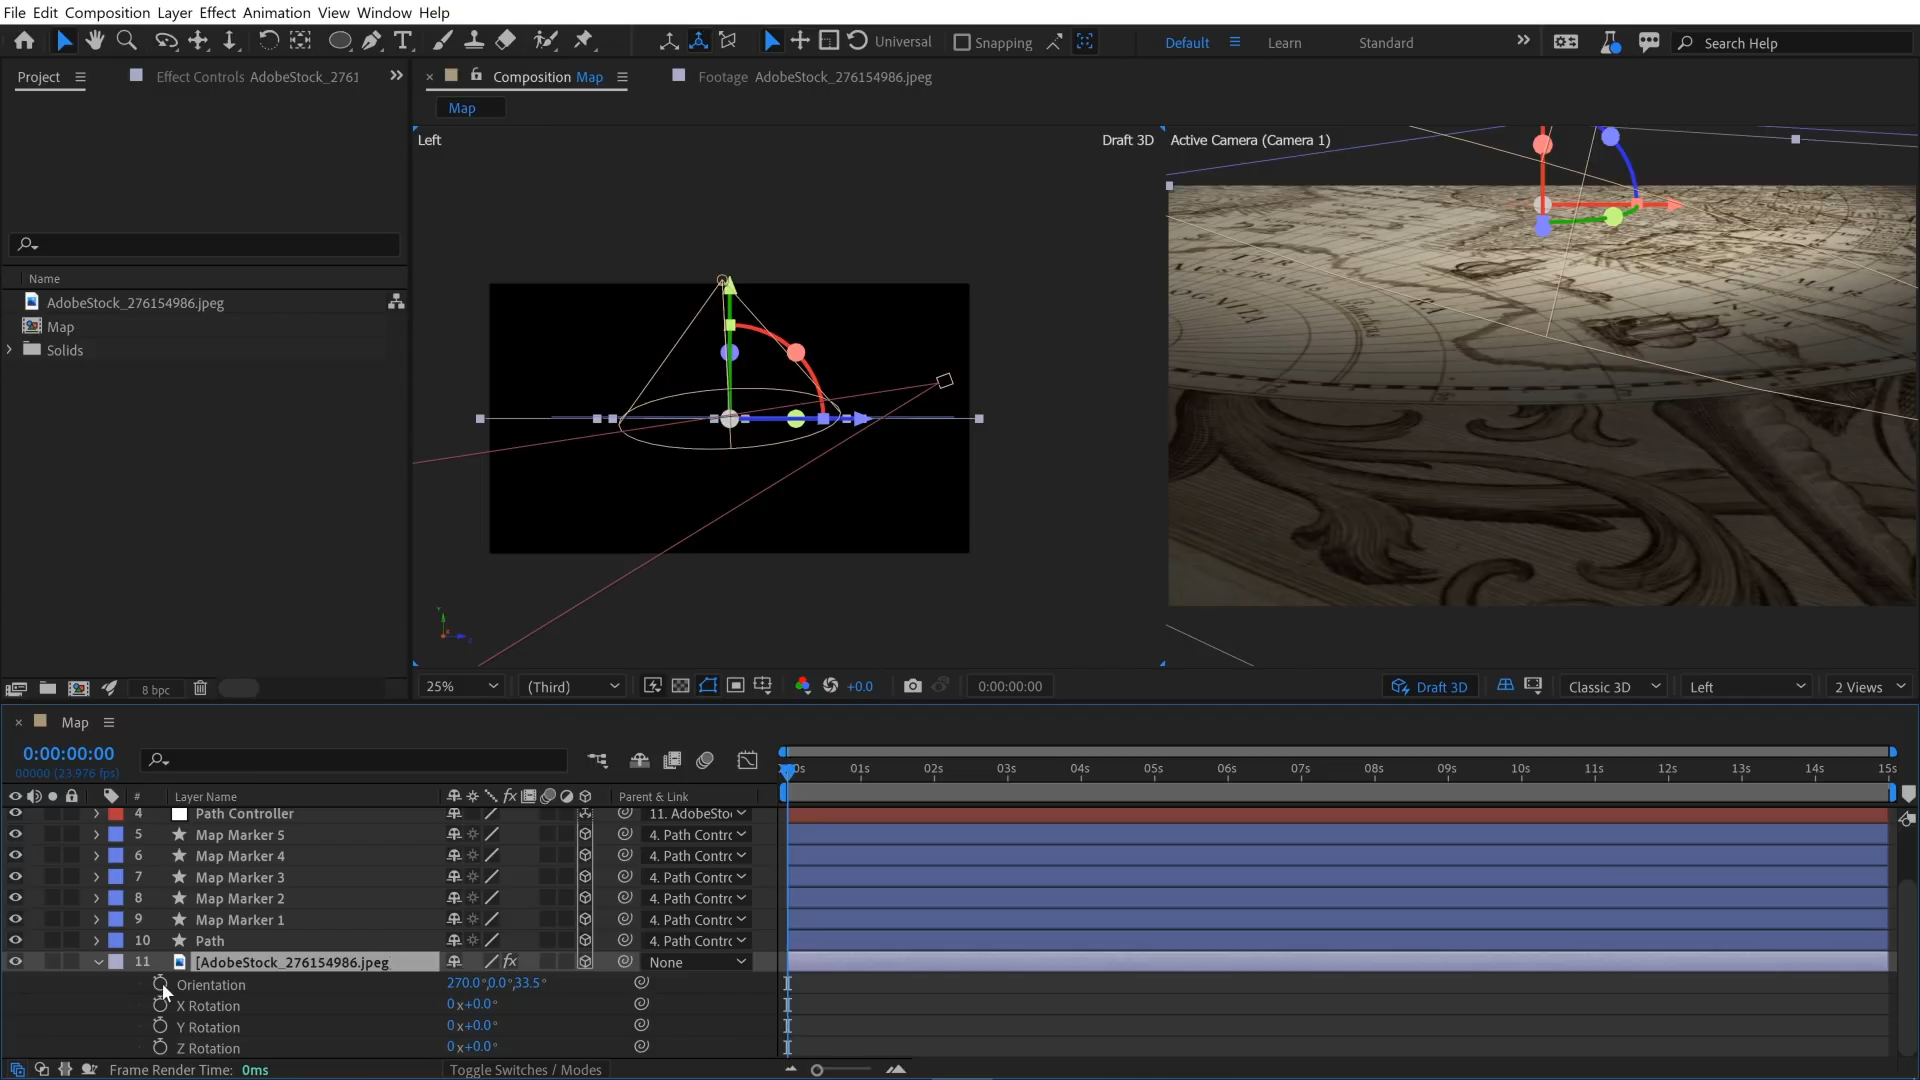 File Edit Composition Layer Effect Animation View Window Help
Universal Snapping Default Learn Standard Search Help
Project Effect Controls AdobeStock_2761 Composition Map Footage AdobeStock_276154986.jpeg
Map
Left Draft 3D Active Camera (Camera 1)
Name
AdobeStock_276154986.jpeg
Map
Solids
8 bpc 25% (Third) +0.0 0:00:00:00 Draft 3D Classic 3D Left 2 Views
Map
0:00:00:00
00000 (23.976 fps)
01s 02s 03s 04s 05s 06s 07s 08s 09s 10s 11s 12s 13s 14s 15s
# Layer Name Parent & Link
4 Path Controller 11. AdobeSto
5 Map Marker 5 4. Path Contr
6 Map Marker 4 4. Path Contr
7 Map Marker 3 4. Path Contr
8 Map Marker 2 4. Path Contr
9 Map Marker 1 4. Path Contr
10 Path 4. Path Contr
11 [AdobeStock_276154986.jpeg None
Orientation 270.0°,0.0°,33.5°
X Rotation 0x+0.0°
Y Rotation 0x+0.0°
Z Rotation 0x+0.0°
Frame Render Time: 0ms Toggle Switches / Modes